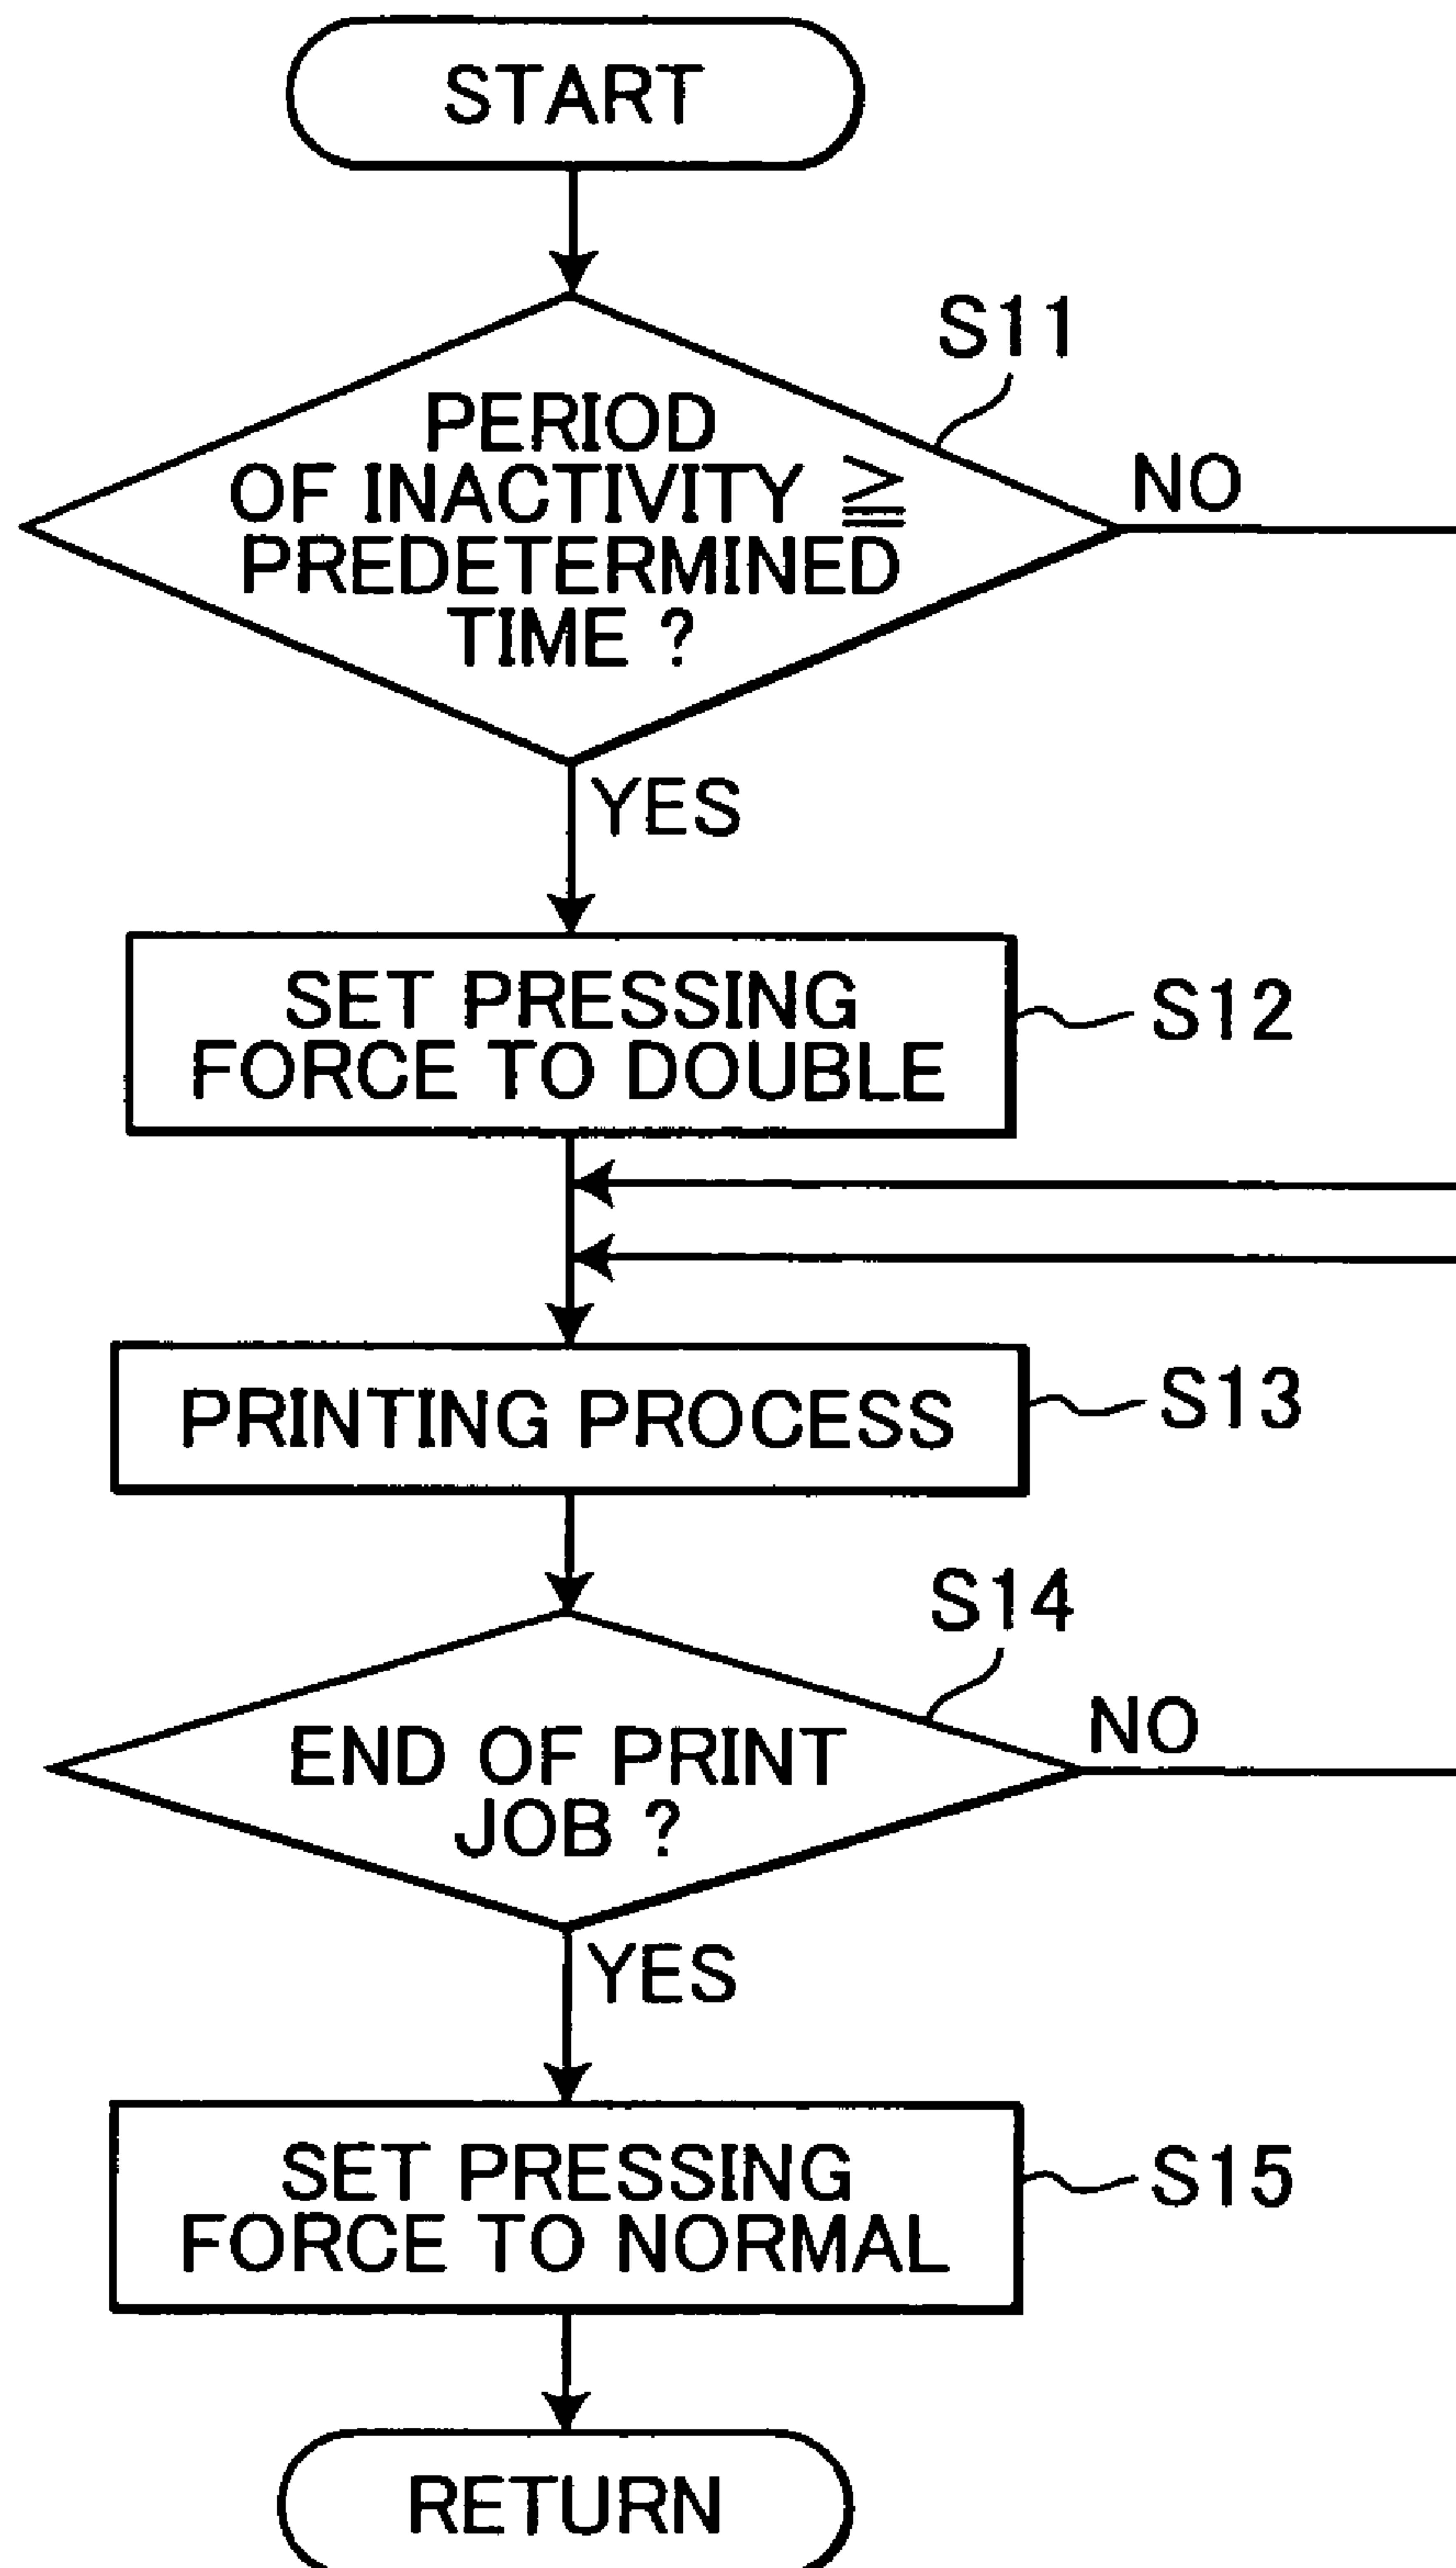 START
S11
PERIOD
OF INACTIVITY ≧
PREDETERMINED
TIME ?
NO
YES
SET PRESSING
FORCE TO DOUBLE
S12
PRINTING PROCESS
S13
S14
END OF PRINT
JOB ?
NO
YES
SET PRESSING
FORCE TO NORMAL
S15
RETURN